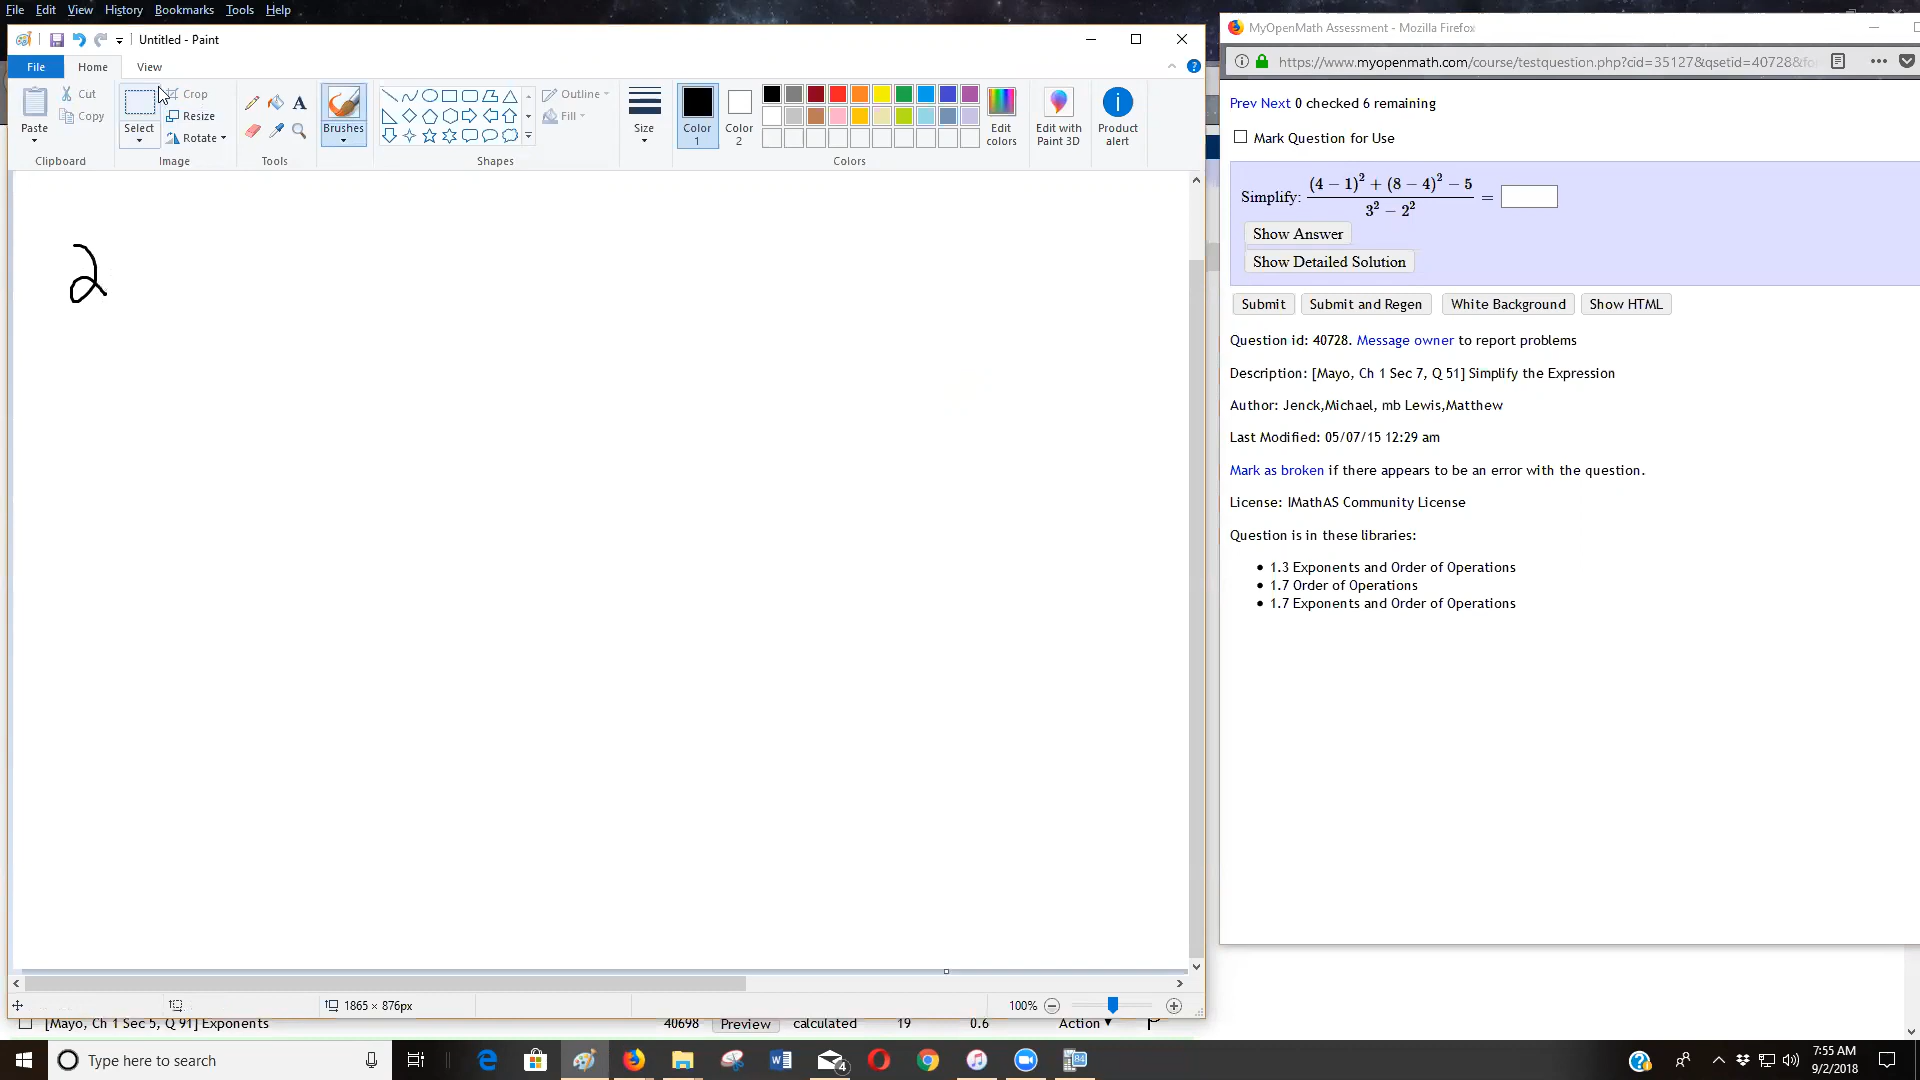 File Edit View History Bookmarks Tools Help
Untitled - Paint
File Home View
Paste
Cut
Copy
Clipboard
Select
Crop
Resize
Rotate
Image
A
Tools
Brushes
Shapes
Outline
Fill
Size
Color 1
Color 2
Edit colors
Colors
Edit with Paint 3D
Product alert
2
1865 × 876px
100%
[Mayo, Ch 1 Sec 5, Q 91] Exponents 40698 Preview calculated 19 0.6 Action
MyOpenMath Assessment - Mozilla Firefox
https://www.myopenmath.com/course/testquestion.php?cid=35127&qsetid=40728&fo
Prev Next 0 checked 6 remaining
Mark Question for Use
Simplify: ((4 − 1)² + (8 − 4)² − 5) / (3² − 2²) =
Show Answer
Show Detailed Solution
Submit Submit and Regen White Background Show HTML
Question id: 40728. Message owner to report problems
Description: [Mayo, Ch 1 Sec 7, Q 51] Simplify the Expression
Author: Jenck,Michael, mb Lewis,Matthew
Last Modified: 05/07/15 12:29 am
Mark as broken if there appears to be an error with the question.
License: IMathAS Community License
Question is in these libraries:
• 1.3 Exponents and Order of Operations
• 1.7 Order of Operations
• 1.7 Exponents and Order of Operations
Type here to search
4
84
7:55 AM
9/2/2018